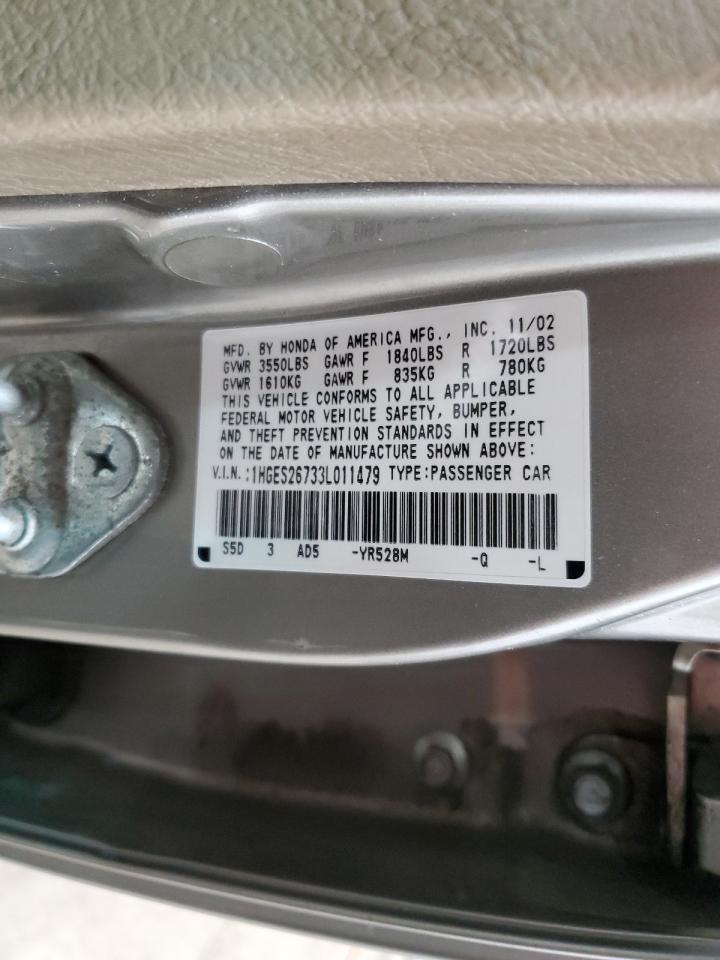 MFD. BY HONDA OF AMERICA MFG., INC. 11/02
GVWR 3550LBS GAWR F 1840LBS R 1720LBS
GVWR 1610KG GAWR F 835KG R 780KG
THIS VEHICLE CONFORMS TO ALL APPLICABLE
FEDERAL MOTOR VEHICLE SAFETY, BUMPER,
AND THEFT PREVENTION STANDARDS IN EFFECT
ON THE DATE OF MANUFACTURE SHOWN ABOVE:
V.I.N.:1HGES26733L011479 TYPE:PASSENGER CAR
S5D 3 AD5 -YR528M -Q -L